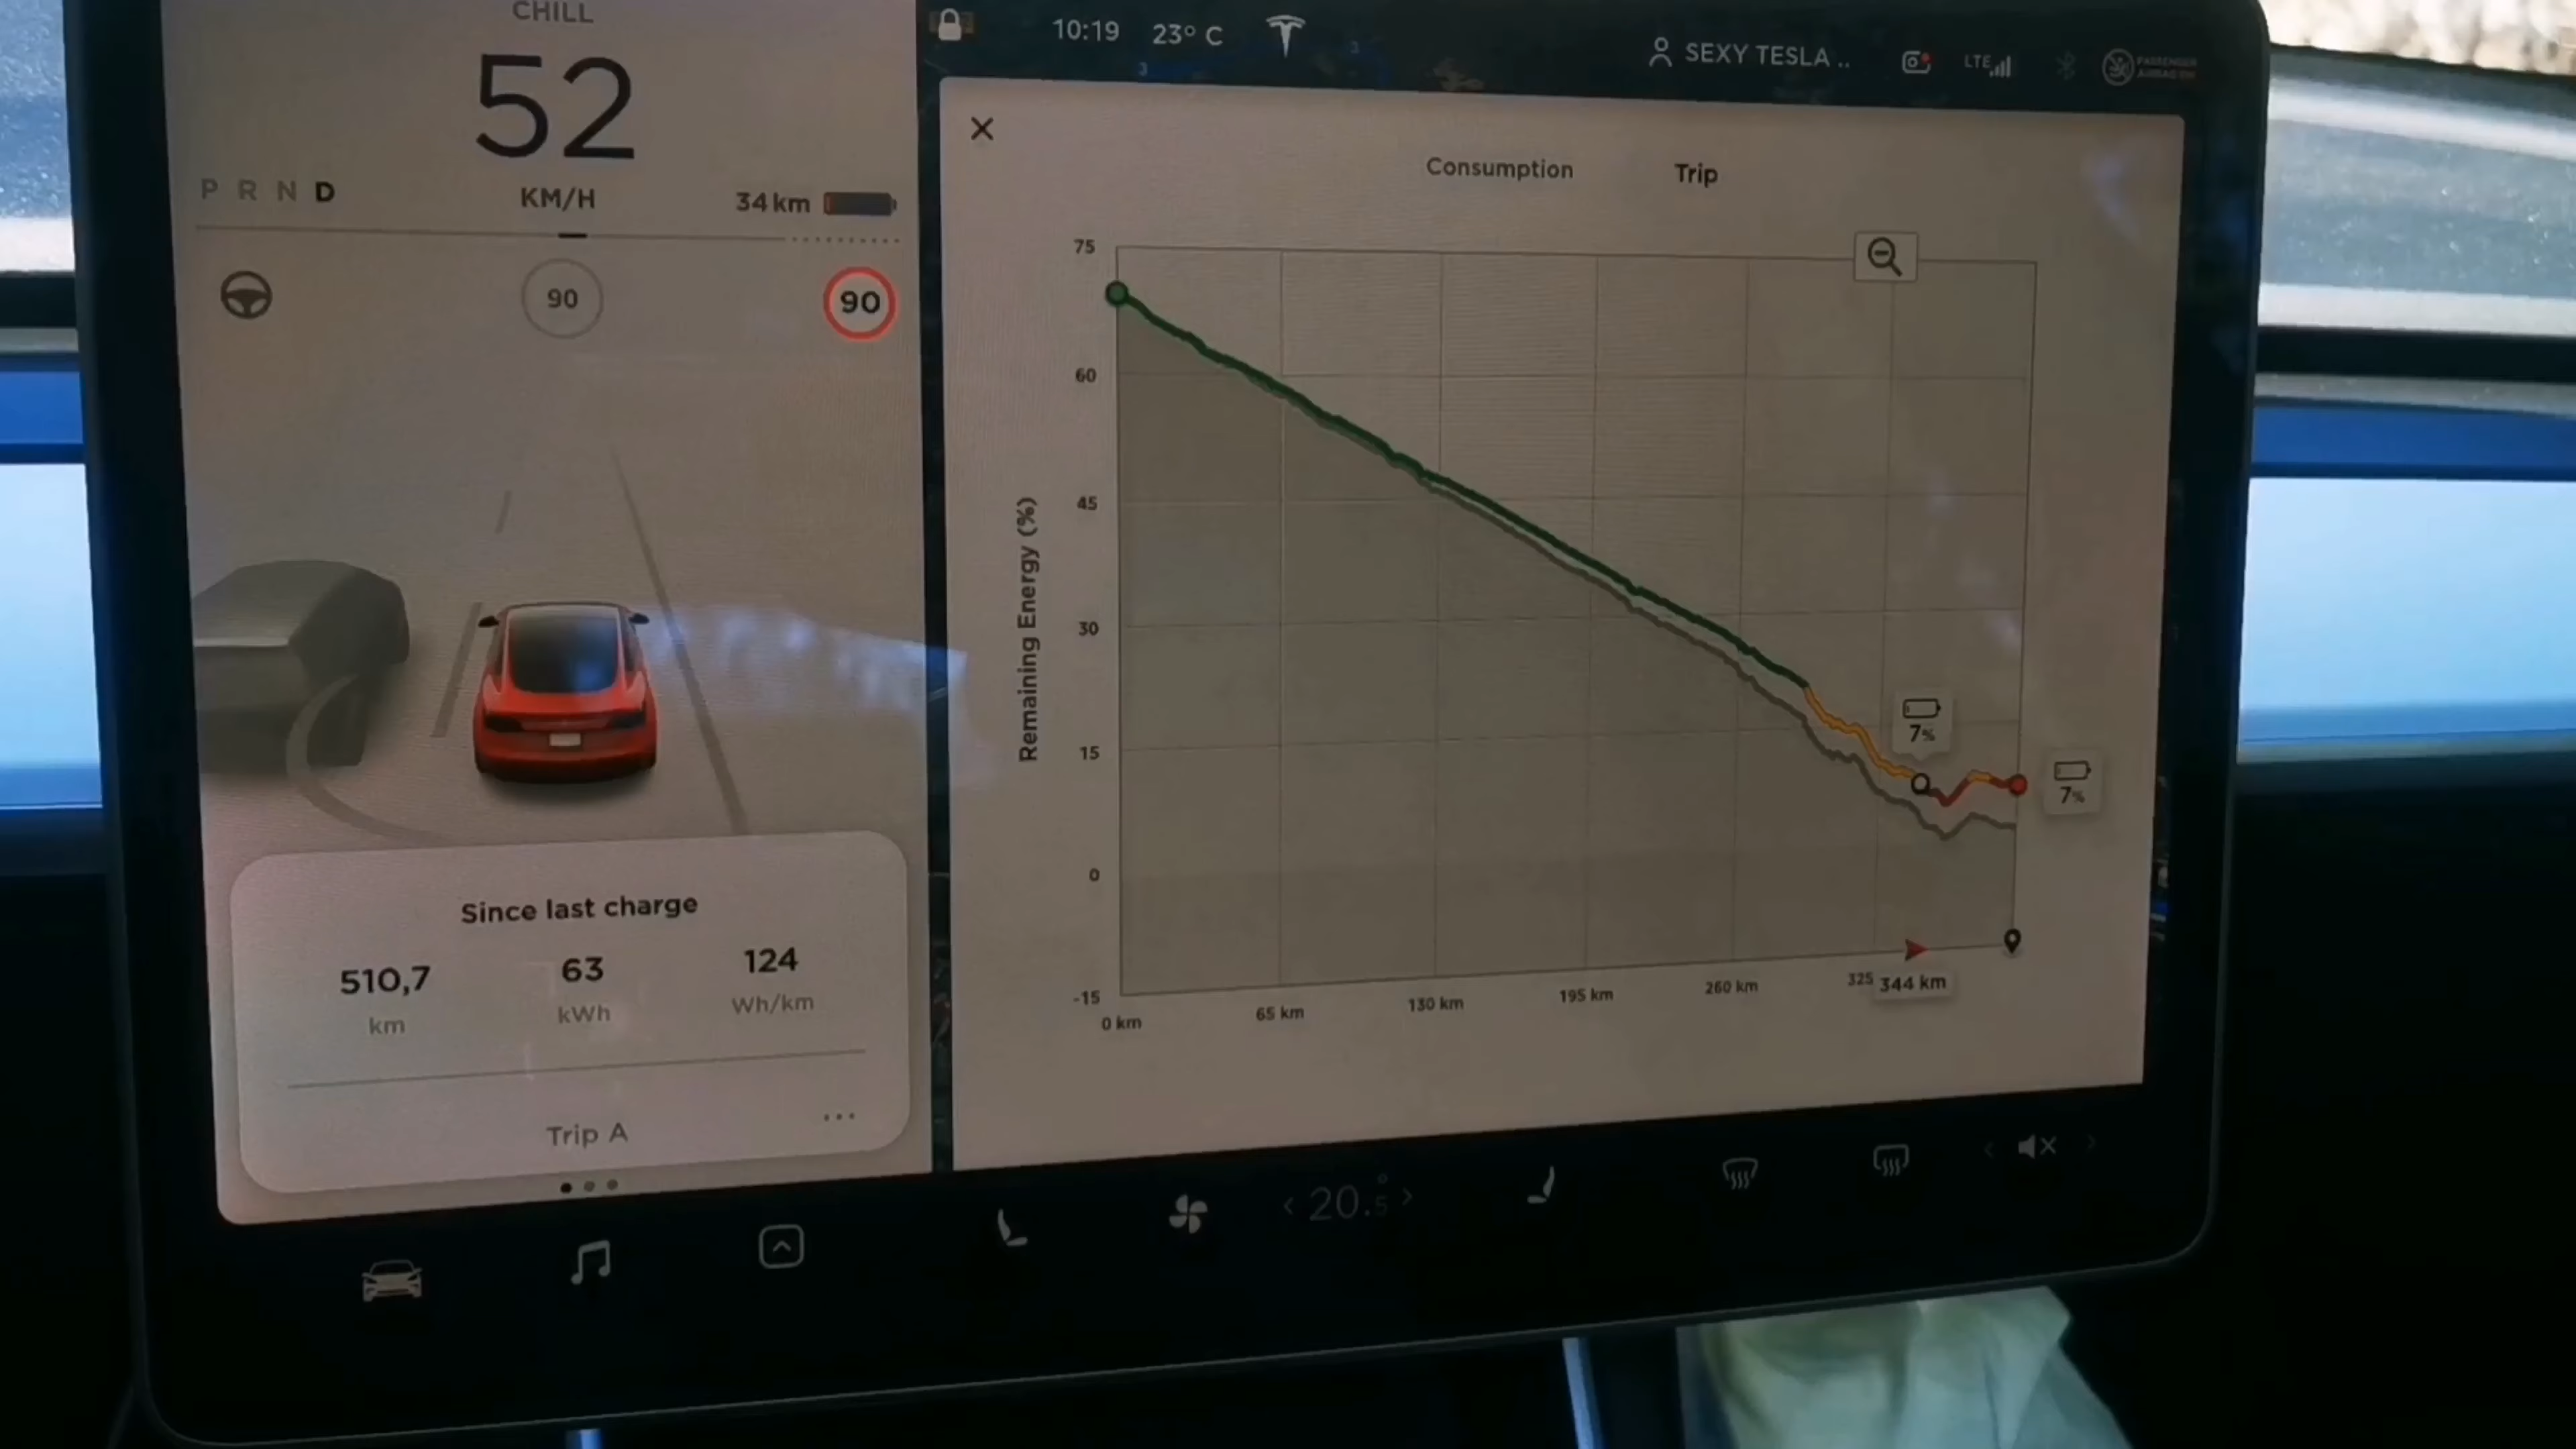 CHILL
52
KM/H
P R N D
34 km
90
90
Since last charge
510,7
km
63
kWh
124
Wh/km
Trip A
...
10:19
23° C
SEXY TESLA ..
LTE
PASSENGER
AIRBAG
Consumption
Trip
Remaining Energy (%)
75
60
45
30
15
0
-15
7%
7%
0 km
65 km
130 km
195 km
260 km
325
344 km
20.5°